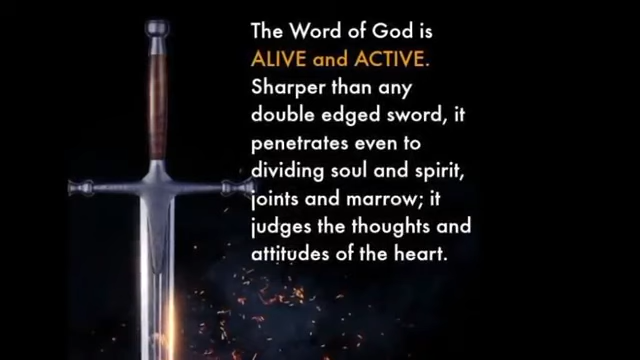 The Word of God is
ALIVE and ACTIVE.
Sharper than any
double edged sword, it
penetrates even to
dividing soul and spirit,
joints and marrow; it
judges the thoughts and
attitudes of the heart.